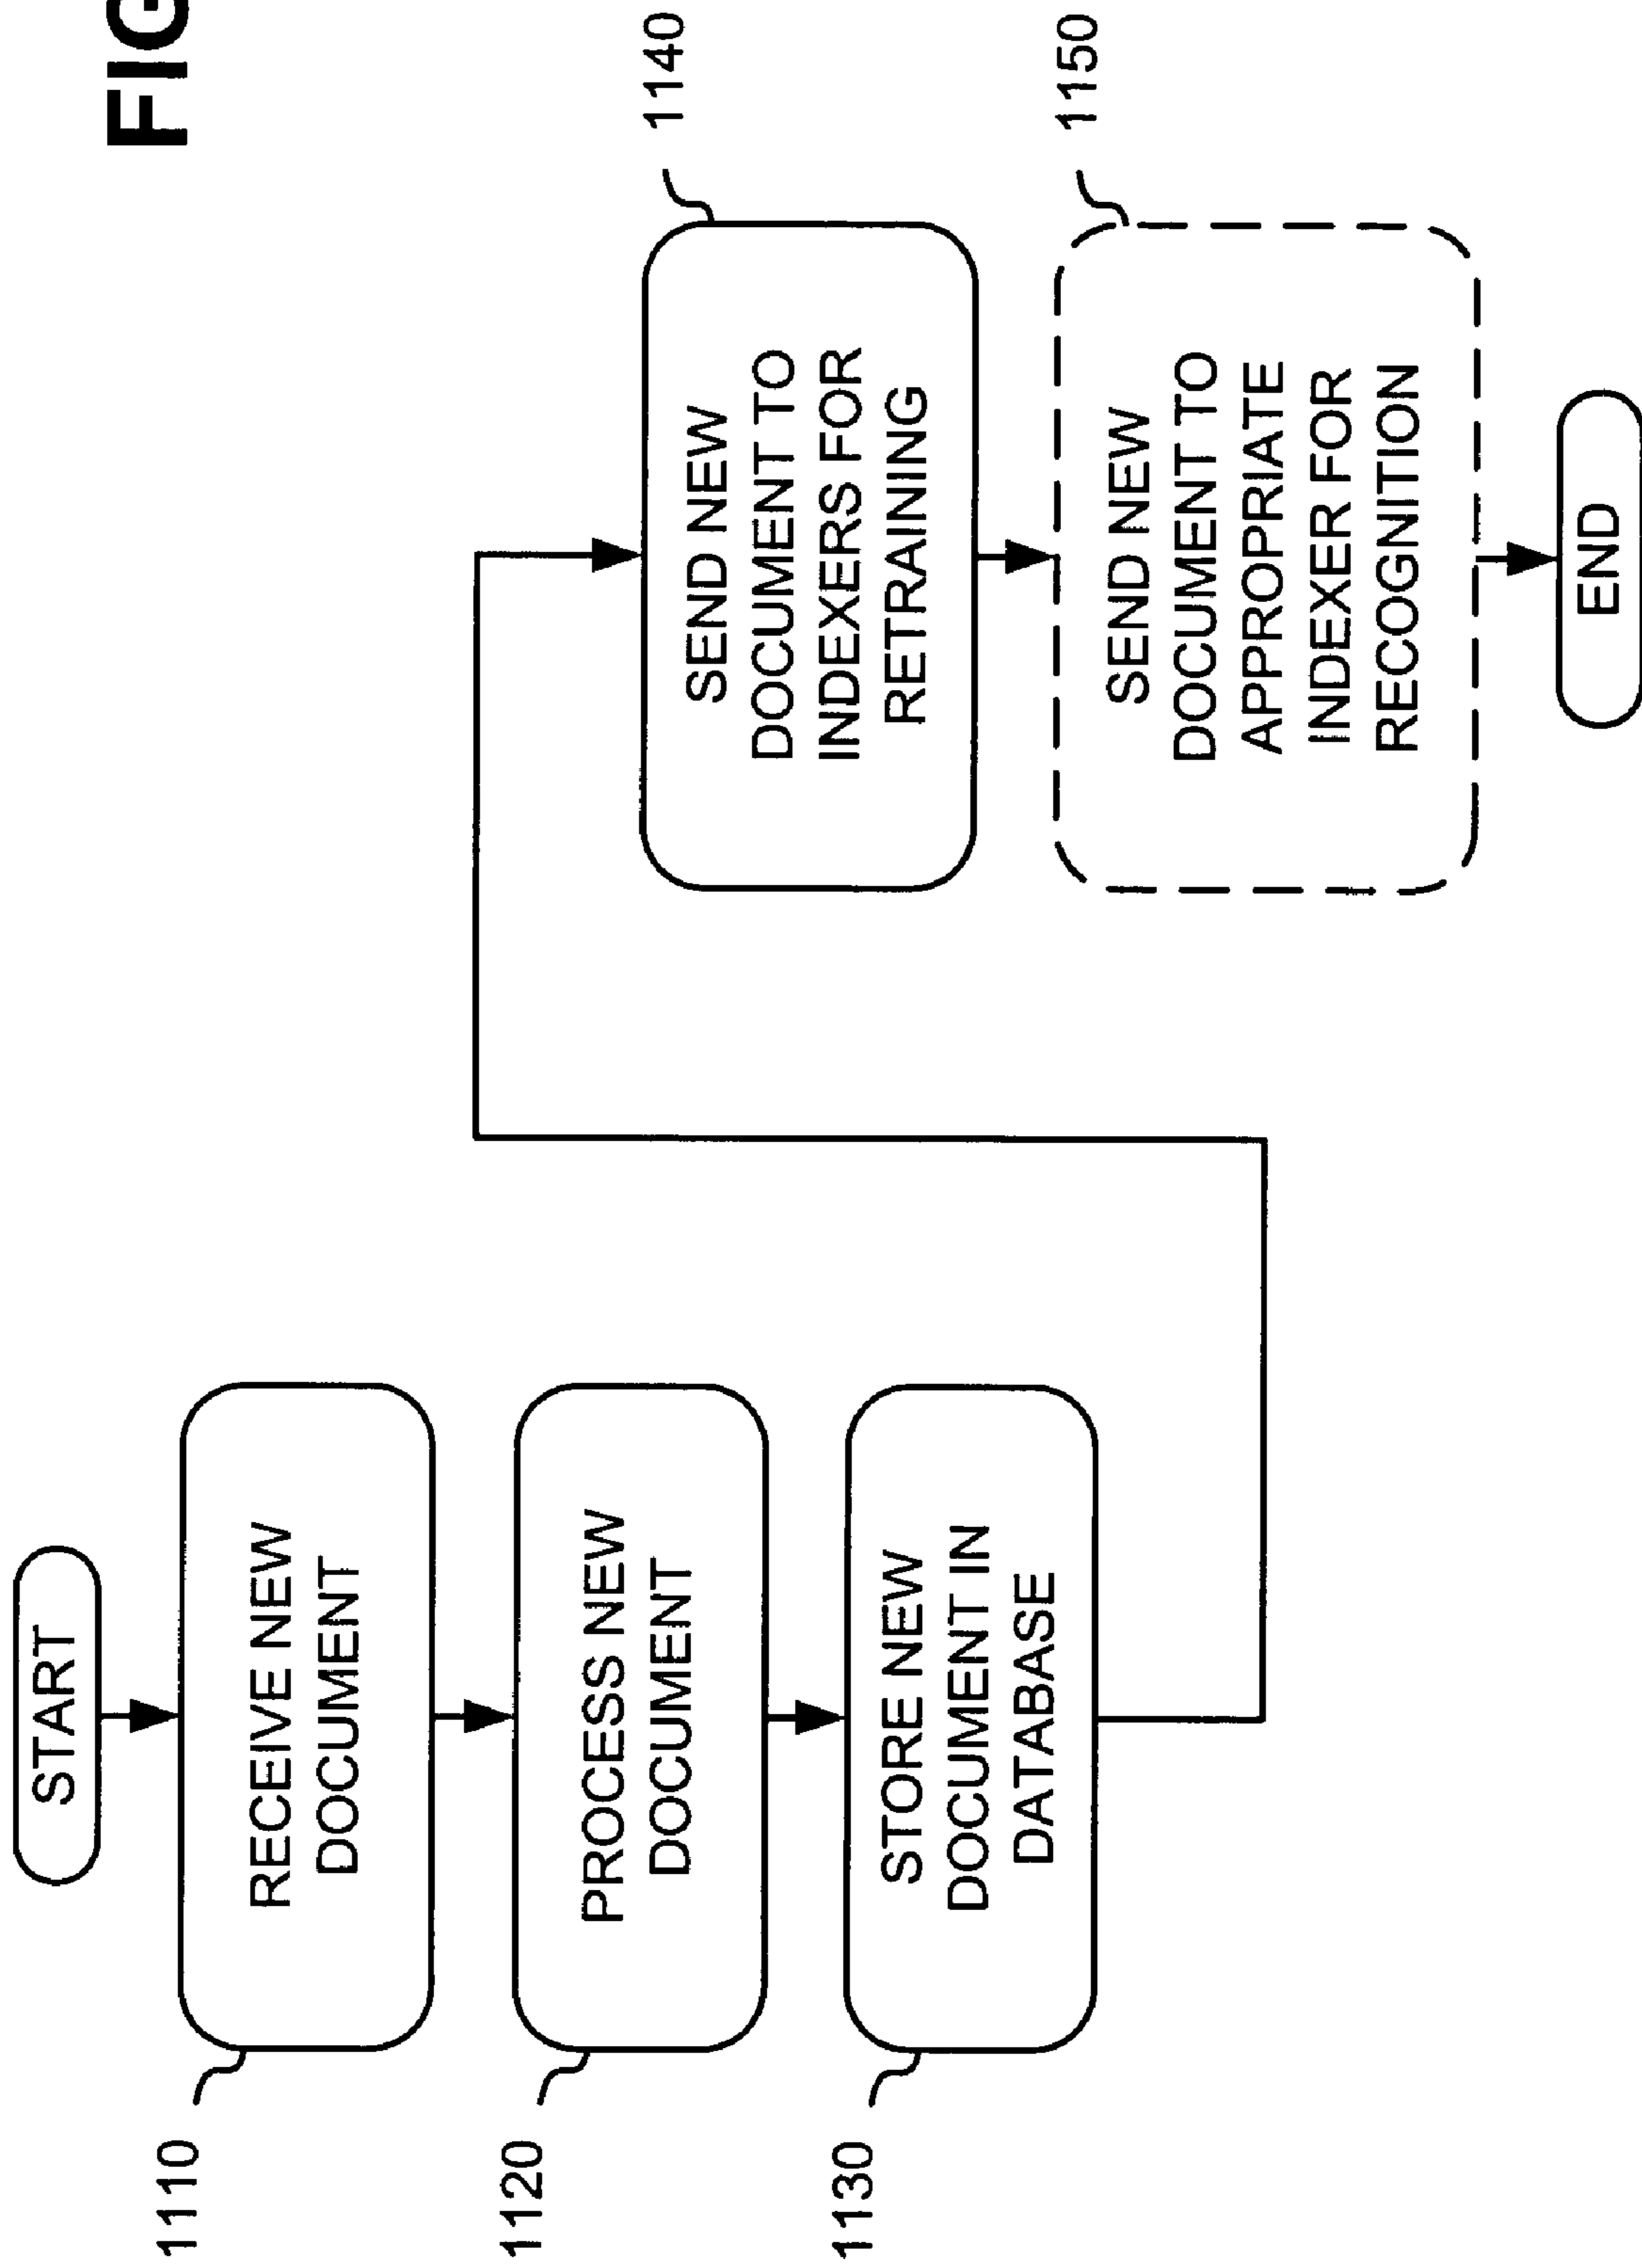 FIG
START
1110
RECEIVE NEW
DOCUMENT
1120
PROCESS NEW
DOCUMENT
1130
STORE NEW
DOCUMENT IN
DATABASE
1140
SEND NEW
DOCUMENT TO
INDEXERS FOR
RETRAINING
1150
SEND NEW
DOCUMENT TO
APPROPRIATE
INDEXER FOR
RECOGNITION
END